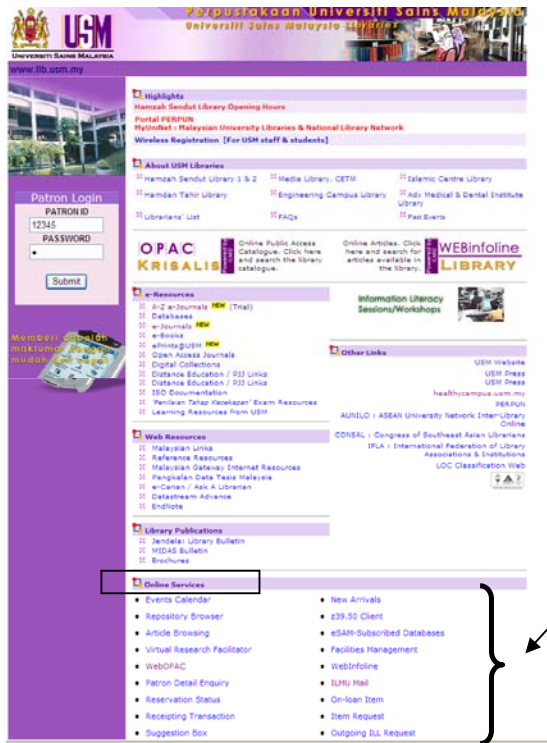 USM
Perpustakaan Universiti Sains Malaysia
Universiti Sains Malaysia Libraries
UNIVERSITI SAINS MALAYSIA
www.lib.usm.my
Highlights
Hamzah Sendut Library Opening Hours
Portal PERPUN
MyUniNet : Malaysian University Libraries & National Library Network
Wireless Registration [For USM staff & students]
About USM Libraries
Hamzah Sendut Library 1 & 2
Media Library, CETM
Islamic Centre Library
Hamdan Tahir Library
Engineering Campus Library
Adv Medical & Dental Institute Library
Librarians' List
FAQs
Past Events
Patron Login
PATRON ID
12345
PASSWORD
Submit
OPAC
KRISALIS
Online Public Access
Catalogue. Click here
and search the library
catalogue.
Online Articles. Click
here and search for
articles available in
the library.
WEBinfoline
LIBRARY
e-Resources
A-Z e-Journals NEW (Trial)
Databases
e-Journals NEW
e-Books
ePrints@USM NEW
Open Access Journals
Digital Collections
Distance Education / PJJ Links
Distance Education / PJJ Links
ISO Documentation
'Penilaian Tahap Kecekapan' Exam Resources
Learning Resources from USM
Information Literacy
Sessions/Workshops
Other Links
USM Website
USM Press
USM Press
healthycampus.usm.my
PERPUN
AUNILO : ASEAN University Network Inter-Library
Online
CONSAL : Congress of Southeast Asian Librarians
IFLA : International Federation of Library
Associations & Institutions
LOC Classification Web
Memberi
maklumat dengan
mudah dan cepat
Web Resources
Malaysian Links
Reference Resources
Malaysian Gateway Internet Resources
Pangkalan Data Tesis Malaysia
e-Carian / Ask A Librarian
Datastream Advance
EndNote
Library Publications
Jendela: Library Bulletin
MIDAS Bulletin
Brochures
Online Services
Events Calendar
New Arrivals
Repository Browser
z39.50 Client
Article Browsing
eSAM-Subscribed Databases
Virtual Research Facilitator
Facilities Management
WebOPAC
WebInfoline
Patron Detail Enquiry
ILMU Mail
Reservation Status
On-loan Item
Receipting Transaction
Item Request
Suggestion Box
Outgoing ILL Request